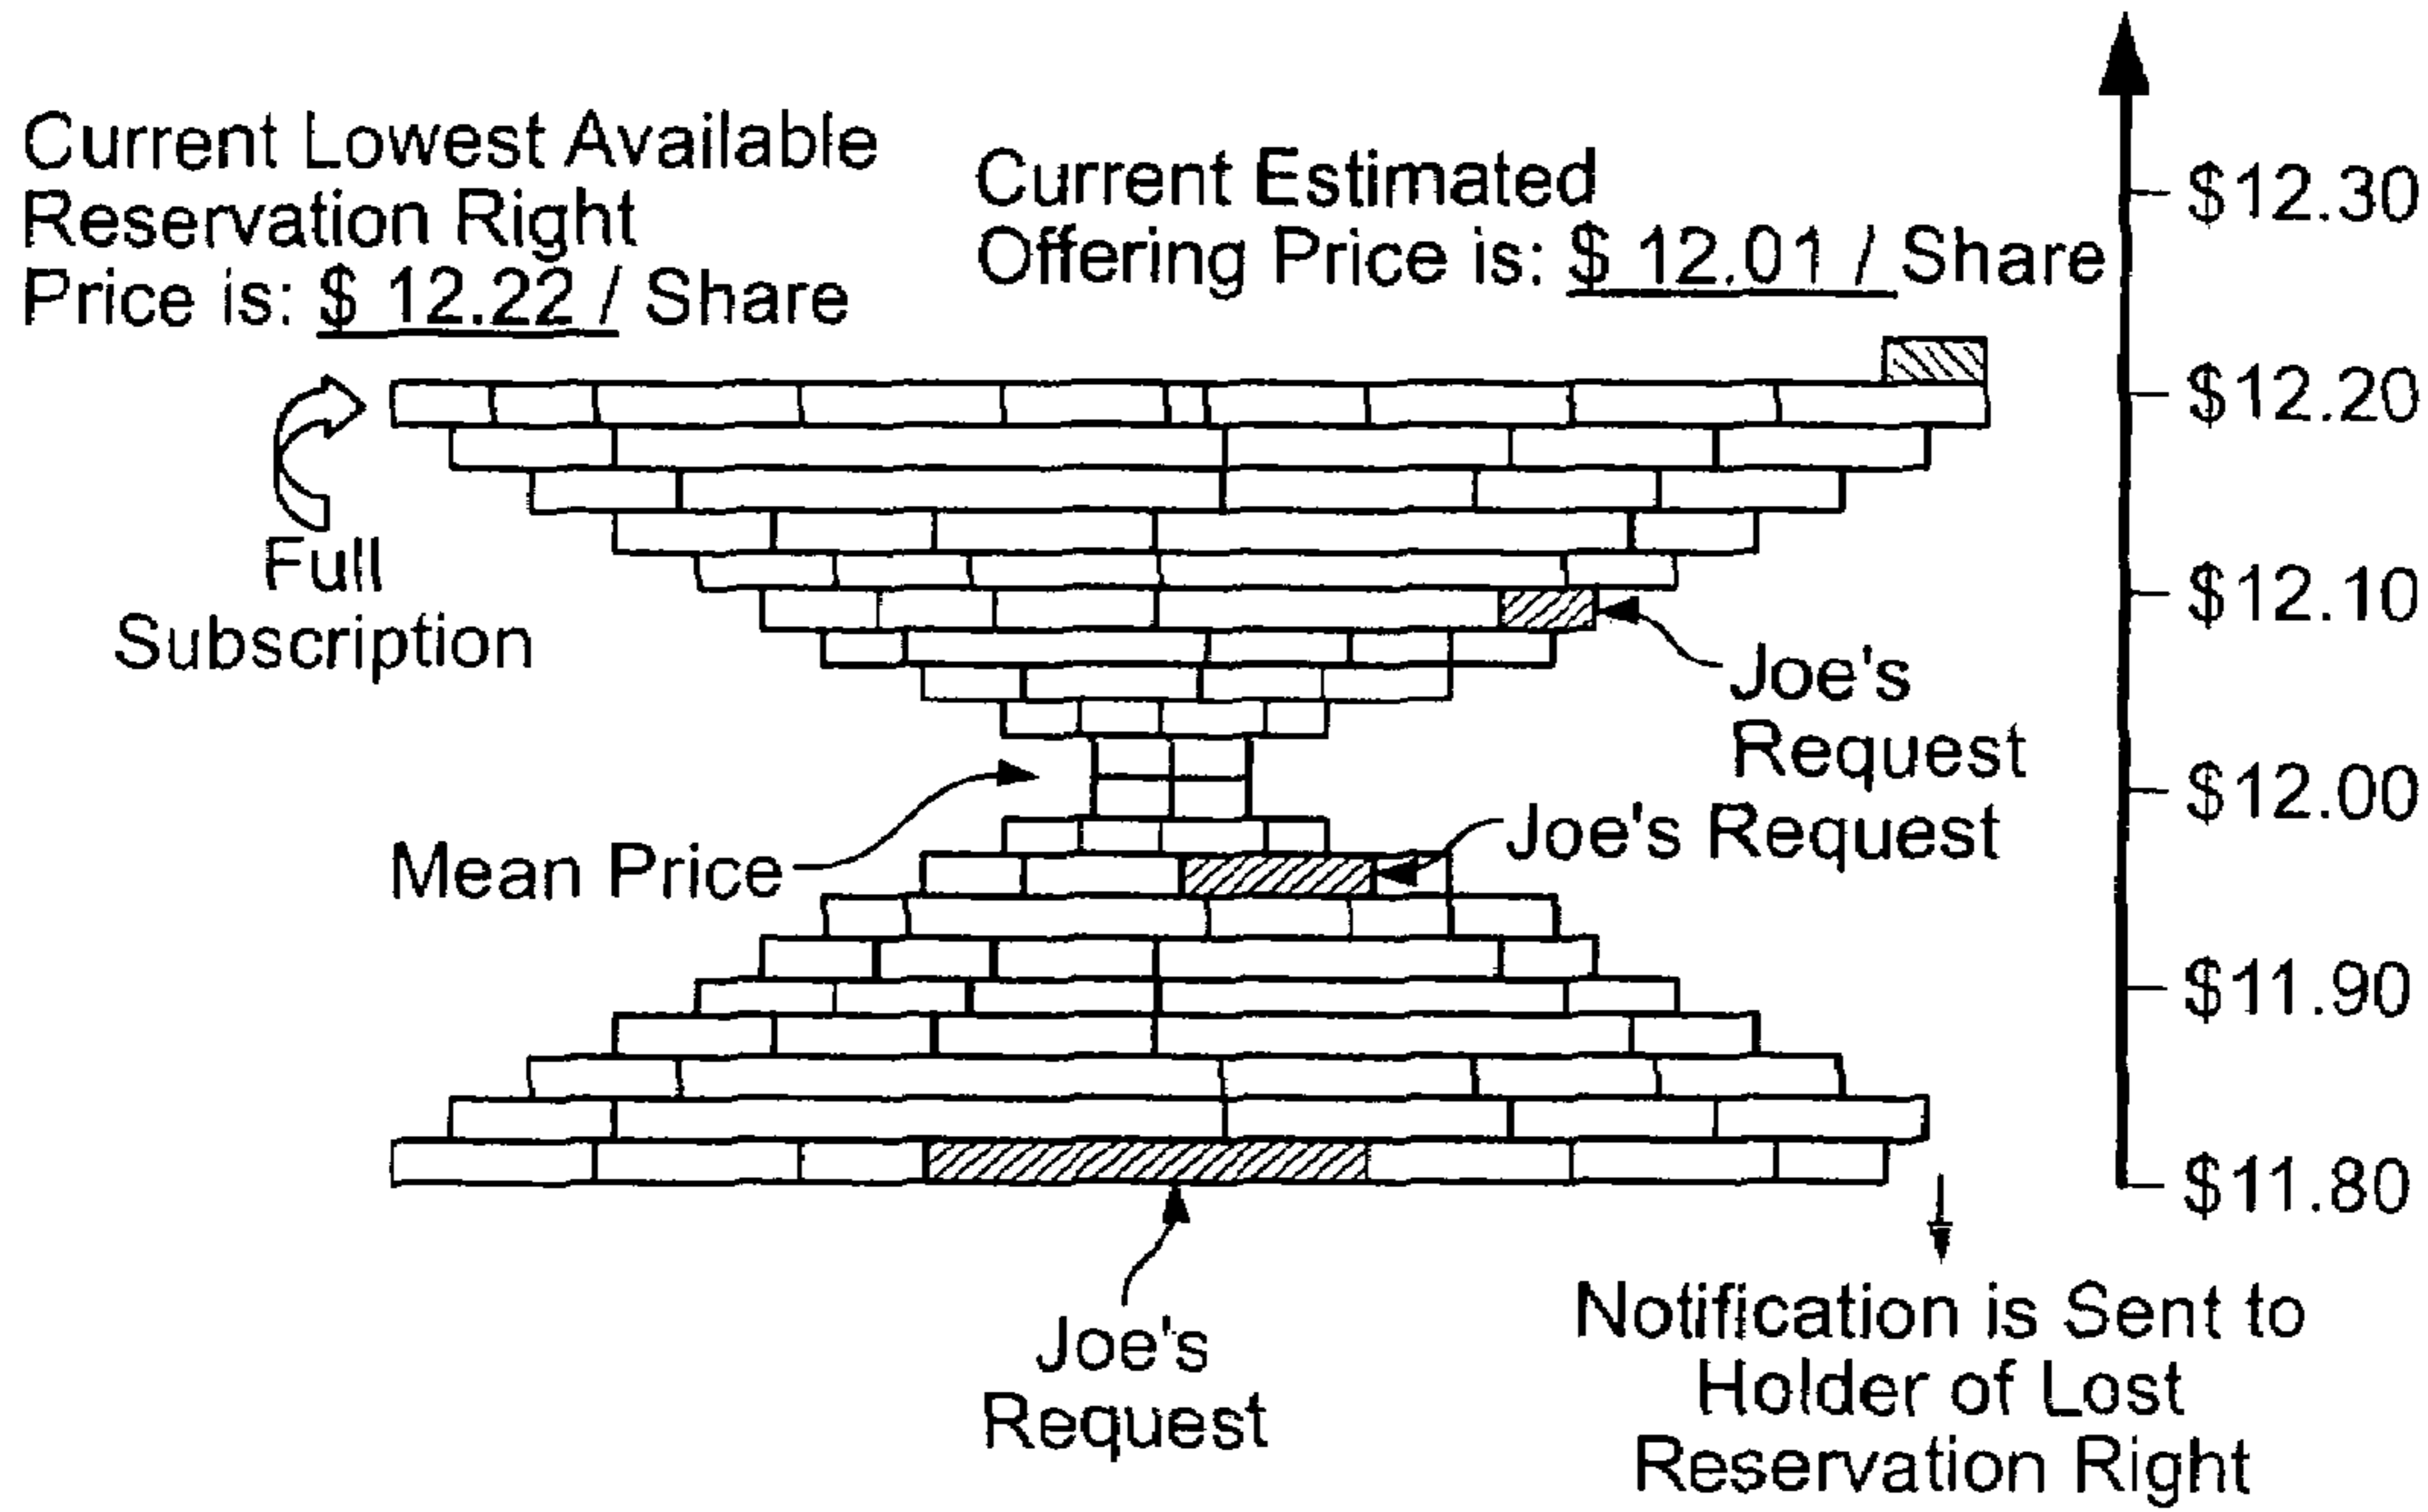 Current Lowest Available
Reservation Right
Price is: $ 12.22 / Share
Current Estimated
Offering Price is: $ 12.01 / Share
$12.30
$12.20
$12.10
$12.00
$11.90
$11.80
Full
Subscription
Joe's
Request
Joe's Request
Mean Price
Joe's
Request
Notification is Sent to
Holder of Lost
Reservation Right